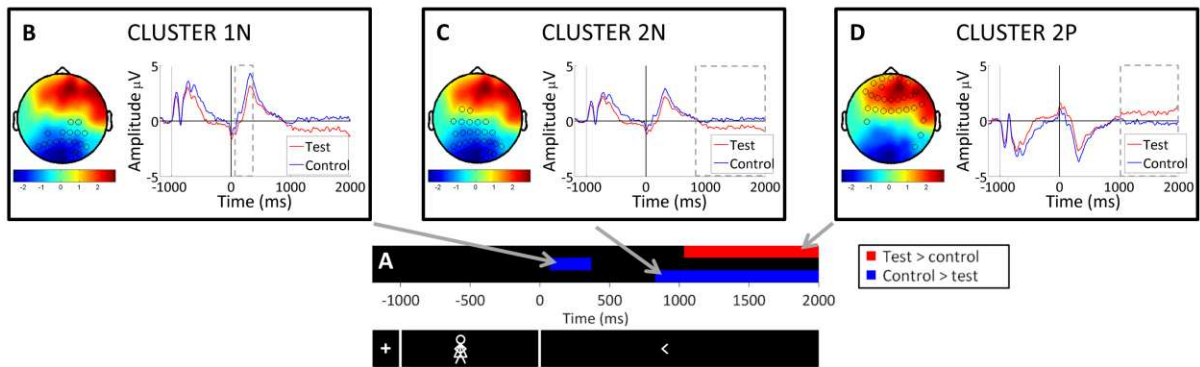 B CLUSTER 1N
5
0
-5
Amplitude µV
-1000 0 1000 2000
Time (ms)
Test
Control
-2 -1 0 1 2
C CLUSTER 2N
5
0
-5
Amplitude µV
-1000 0 1000 2000
Time (ms)
Test
Control
-2 -1 0 1 2
D CLUSTER 2P
5
0
-5
Amplitude µV
-1000 0 1000 2000
Time (ms)
Test
Control
-2 -1 0 1 2
A
-1000 -500 0 500 1000 1500 2000
Time (ms)
Test > control
Control > test
+ <